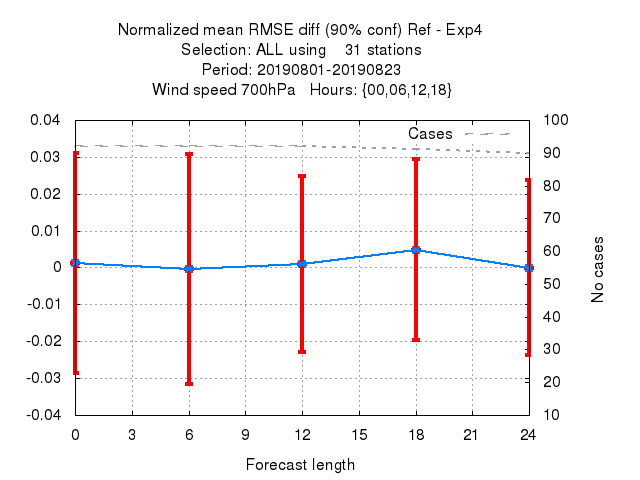 Normalized mean RMSE diff (90% conf) Ref - Exp4
Selection: ALL using    31 stations
Period: 20190801-20190823
Wind speed 700hPa   Hours: {00,06,12,18}
Cases
0.04
0.03
0.02
0.01
0
-0.01
-0.02
-0.03
-0.04
100
90
80
70
60
50
40
30
20
10
No cases
0 3 6 9 12 15 18 21 24
Forecast length